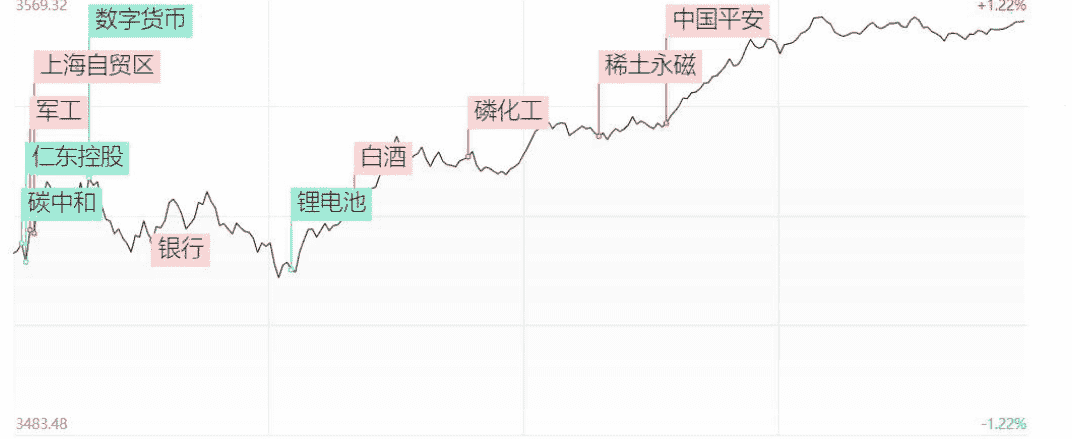 3569.32
+1.22%
数字货币
中国平安
上海自贸区
稀土永磁
军工
磷化工
仁东控股
白酒
碳中和
锂电池
银行
3483.48
-1.22%